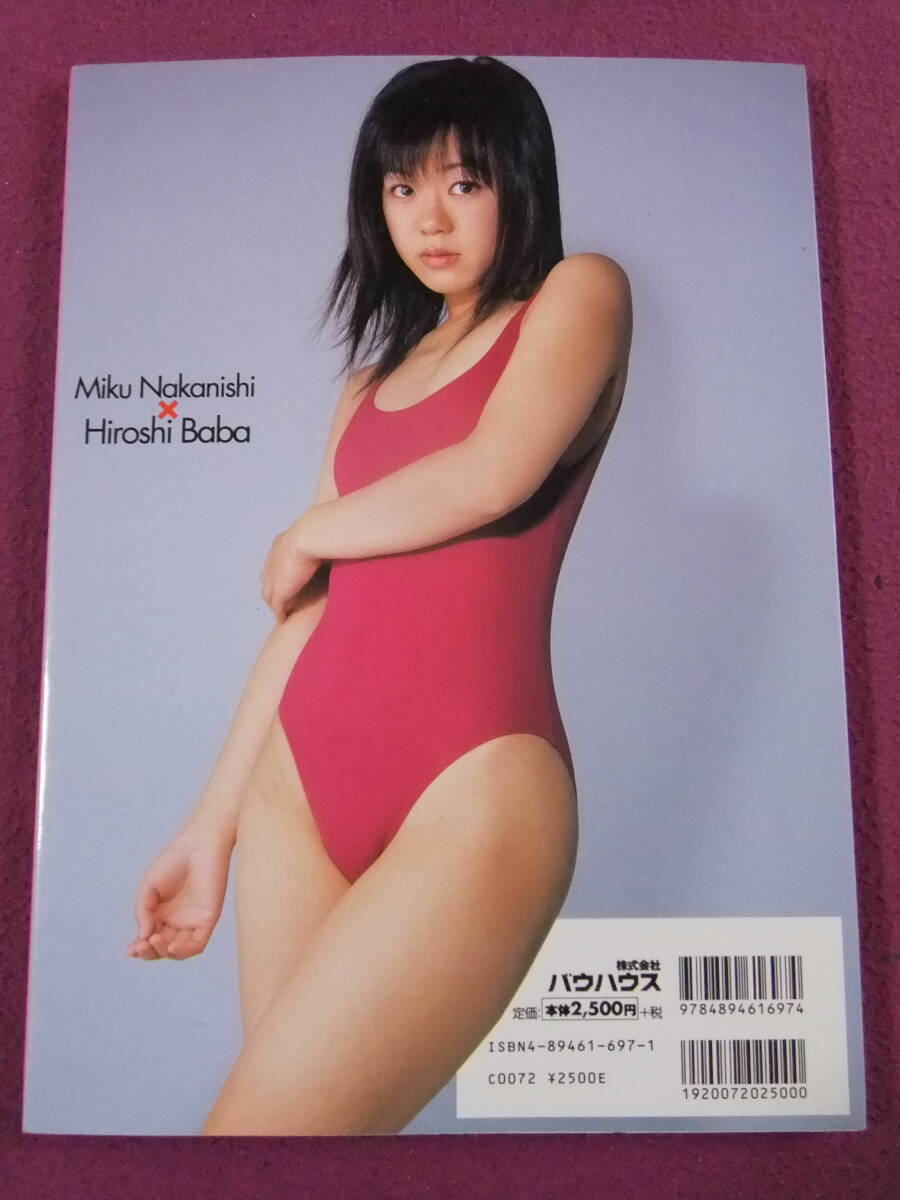 Miku Nakanishi
×
Hiroshi Baba
株式会社
バウハウス
定価:本体2,500円+税
9784894616974
ISBN4-89461-697-1
C0072 ¥2500E
1920072025000